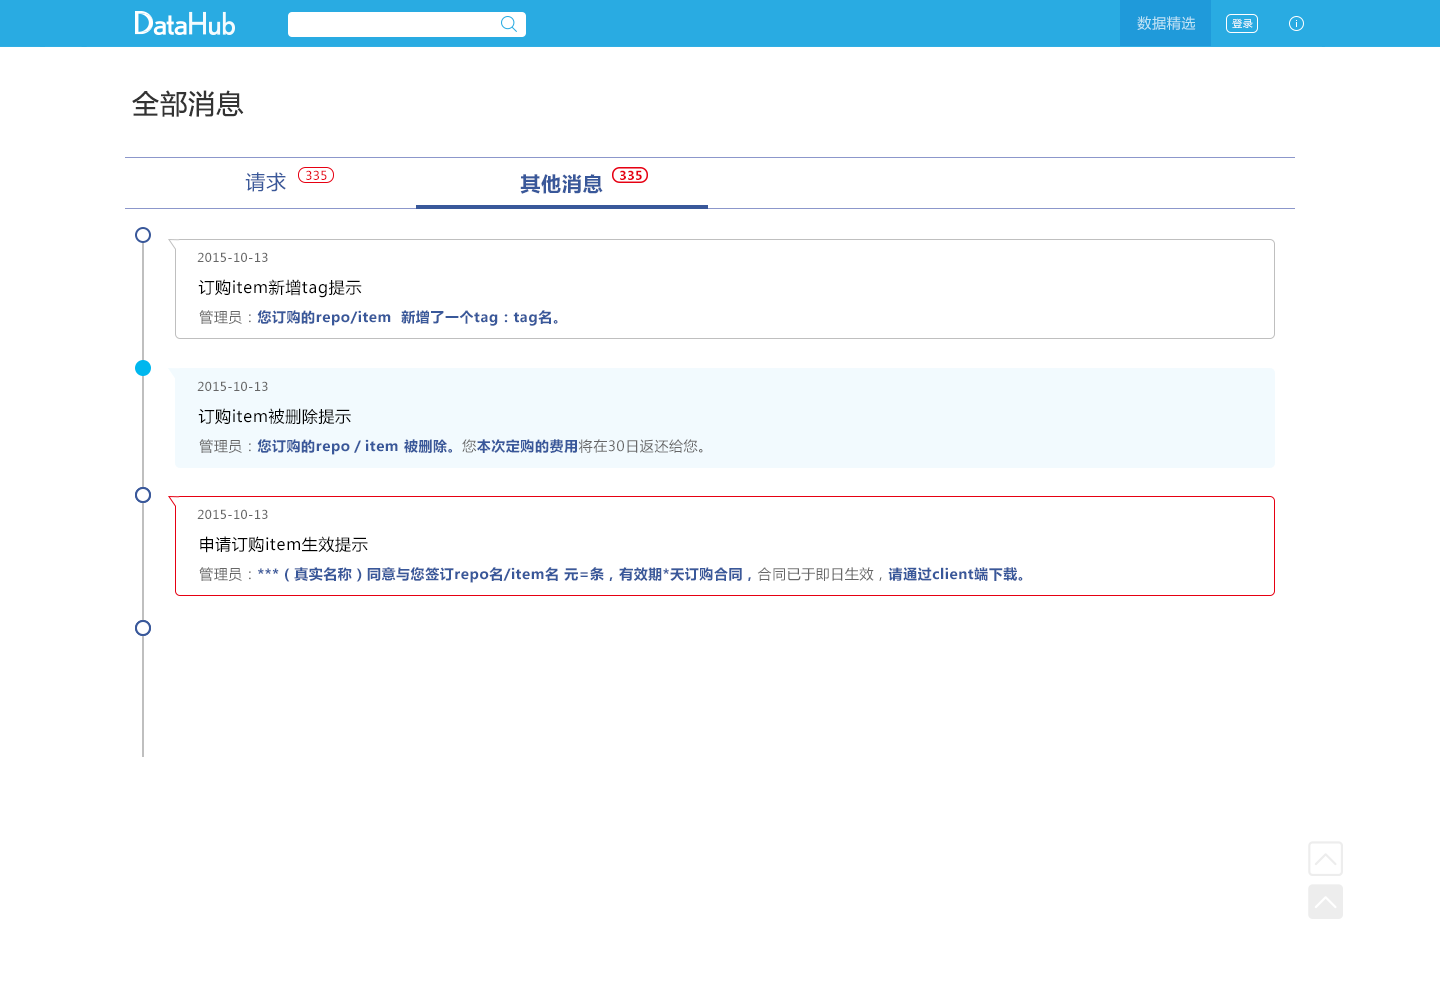 DataHub
数据精选
登录
全部消息
请求 335
其他消息 335
2015-10-13
订购item新增tag提示
管理员：您订购的repo/item 新增了一个tag：tag名。
2015-10-13
订购item被删除提示
管理员：您订购的repo / item 被删除。您本次定购的费用将在30日返还给您。
2015-10-13
申请订购item生效提示
管理员：***（真实名称）同意与您签订repo名/item名 元=条，有效期*天订购合同，合同已于即日生效，请通过client端下载。